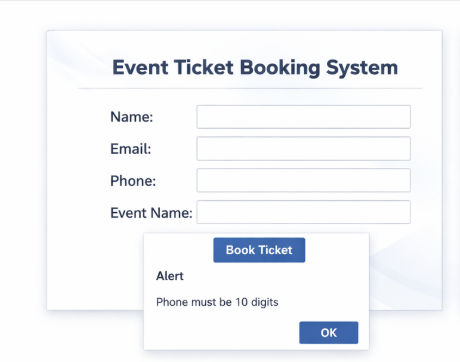 Event Ticket Booking System
Name:
Email:
Phone:
Event Name:
Book Ticket
Alert
Phone must be 10 digits
OK